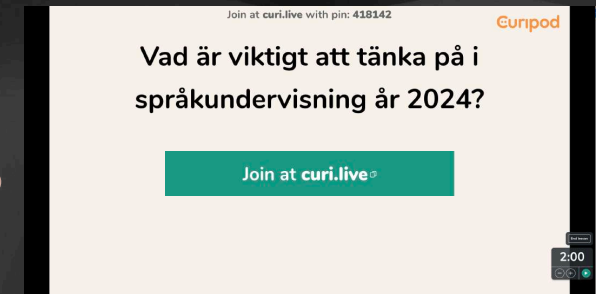 Join at curi.live with pin: 418142
Curipod
Vad är viktigt att tänka på i
språkundervisning år 2024?
Join at curi.live
2:00